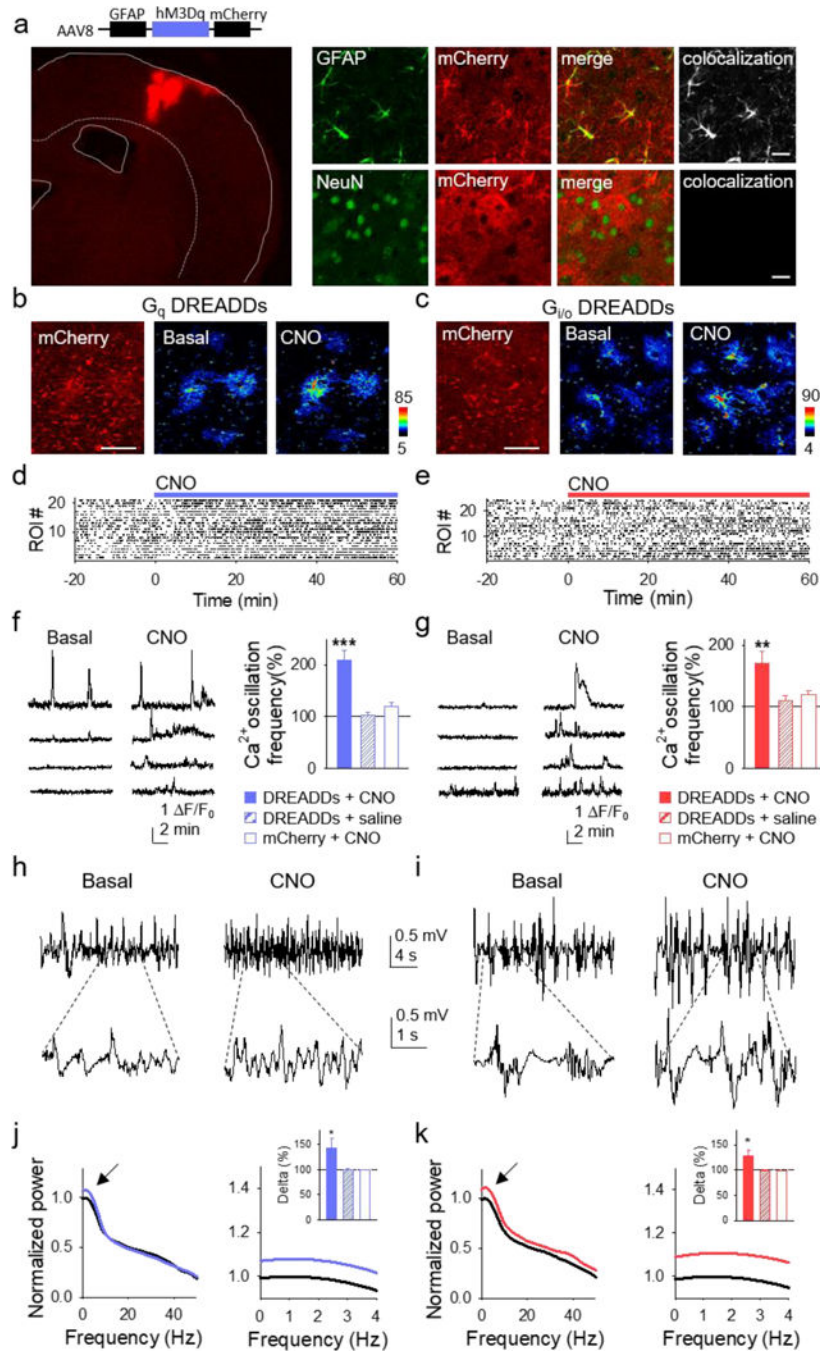 GFAP hM3Dq mCherry
AAV8
a
GFAP mCherry merge colocalization
NeuN mCherry merge colocalization
b c
Gq DREADDs Gi/o DREADDs
mCherry Basal CNO mCherry Basal CNO
85 90
5 4
d CNO e CNO
20 20
10 10
ROI # ROI #
-20 0 20 40 60 -20 0 20 40 60
Time (min) Time (min)
f g
Basal CNO *** Basal CNO **
200 200
100 100
0 0
Ca2+ oscillation frequency(%) Ca2+ oscillation frequency(%)
1 ΔF/F0 1 ΔF/F0
2 min 2 min
DREADDs + CNO DREADDs + CNO
DREADDs + saline DREADDs + saline
mCherry + CNO mCherry + CNO
h i
Basal CNO Basal CNO
0.5 mV
4 s
0.5 mV
1 s
j k
* *
150 150
100 100
50 50
0 0
Delta (%) Delta (%)
1.0 1.4 1.0 1.4
0.5 1.2 0.5 1.2
0.0 1.0 0.0 1.0
Normalized power Normalized power
0 20 40 0 1 2 3 4 0 20 40 0 1 2 3 4
Frequency (Hz) Frequency (Hz) Frequency (Hz) Frequency (Hz)